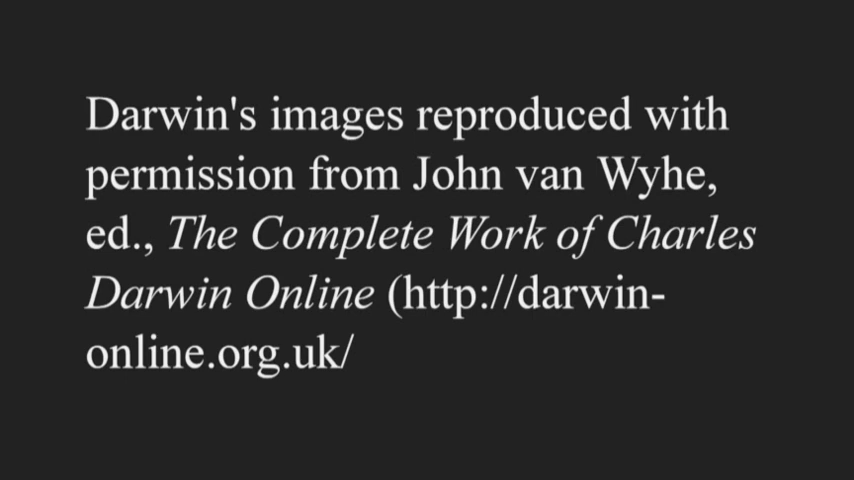 Darwin's images reproduced with
permission from John van Wyhe,
ed., The Complete Work of Charles
Darwin Online (http://darwin-
online.org.uk/